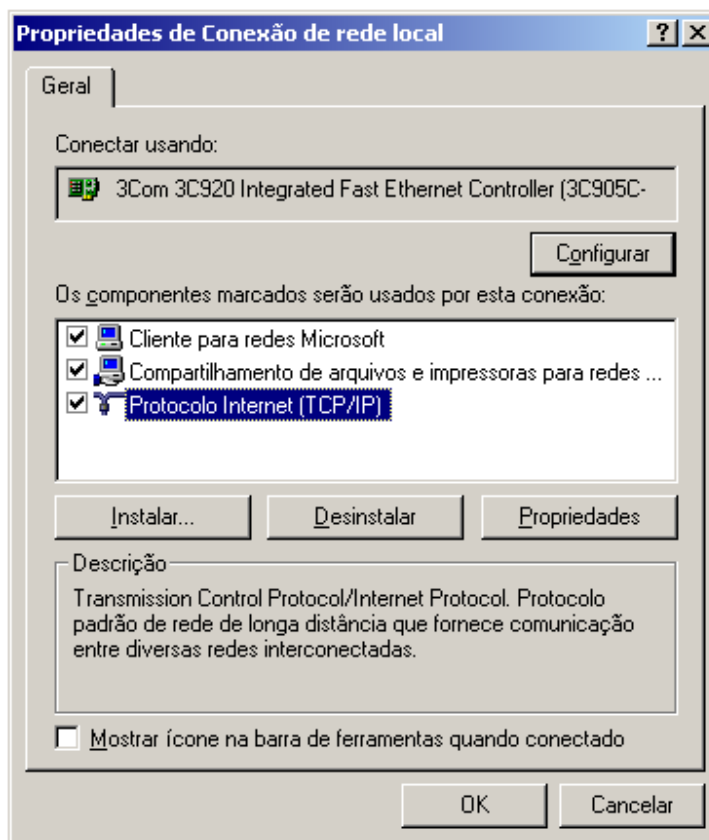 Propriedades de Conexão de rede local
Geral
Conectar usando:
3Com 3C920 Integrated Fast Ethernet Controller (3C905C-
Configurar
Os componentes marcados serão usados por esta conexão:
Cliente para redes Microsoft
Compartilhamento de arquivos e impressoras para redes ...
Protocolo Internet (TCP/IP)
Instalar... Desinstalar Propriedades
Descrição
Transmission Control Protocol/Internet Protocol. Protocolo
padrão de rede de longa distância que fornece comunicação
entre diversas redes interconectadas.
Mostrar ícone na barra de ferramentas quando conectado
OK Cancelar